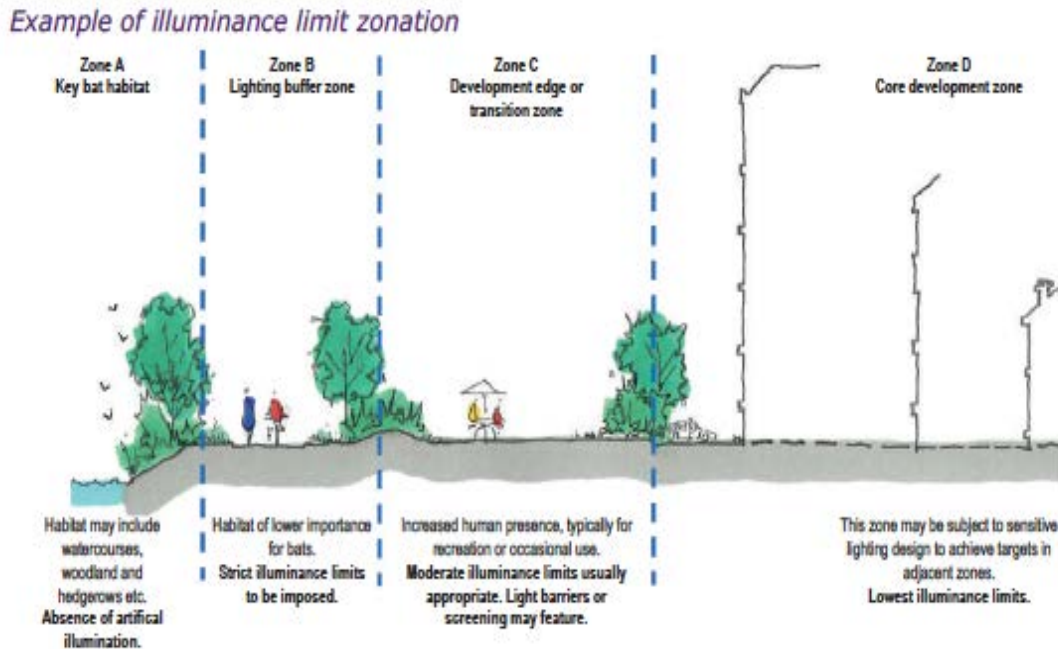 Example of illuminance limit zonation
Zone A
Key bat habitat
Zone B
Lighting buffer zone
Zone C
Development edge or
transition zone
Zone D
Core development zone
Habitat may include
watercourses,
woodland and
hedgerows etc.
Absence of artifical
illumination.
Habitat of lower importance
for bats.
Strict illuminance limits
to be imposed.
Increased human presence, typically for
recreation or occasional use.
Moderate illuminance limits usually
appropriate. Light barriers or
screening may feature.
This zone may be subject to sensitive
lighting design to achieve targets in
adjacent zones.
Lowest illuminance limits.